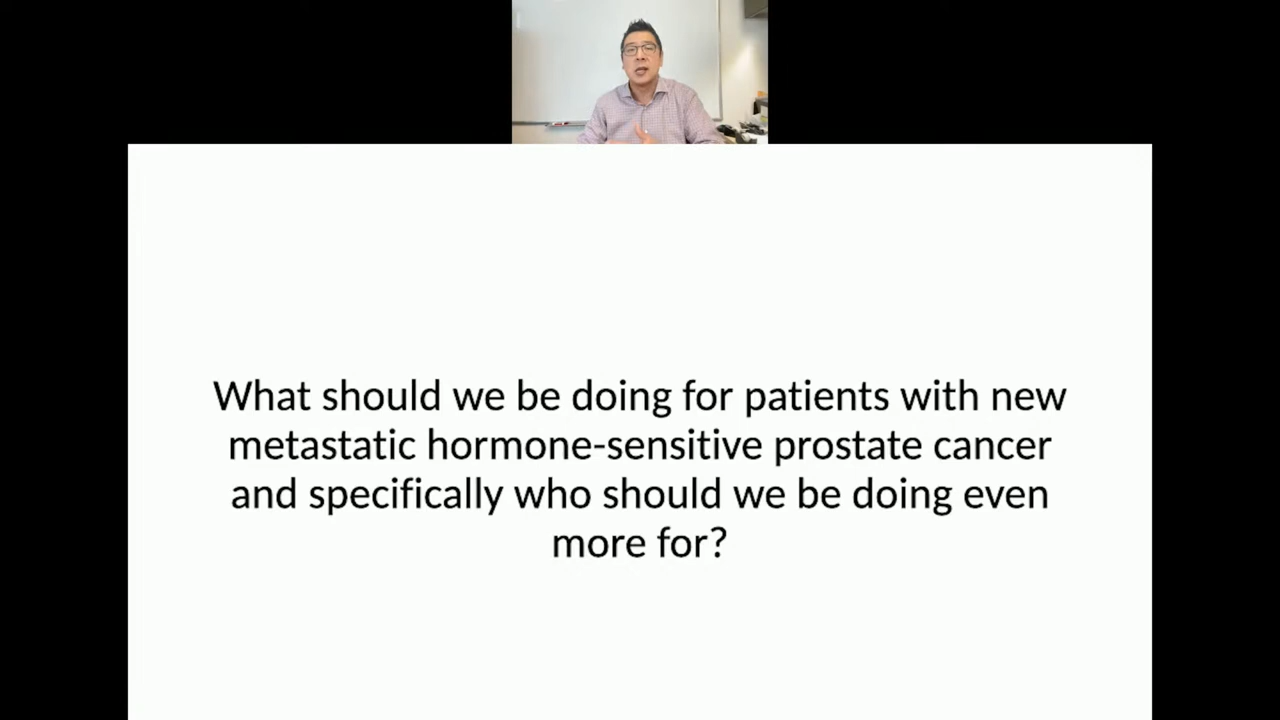 What should we be doing for patients with new
metastatic hormone-sensitive prostate cancer
and specifically who should we be doing even
more for?